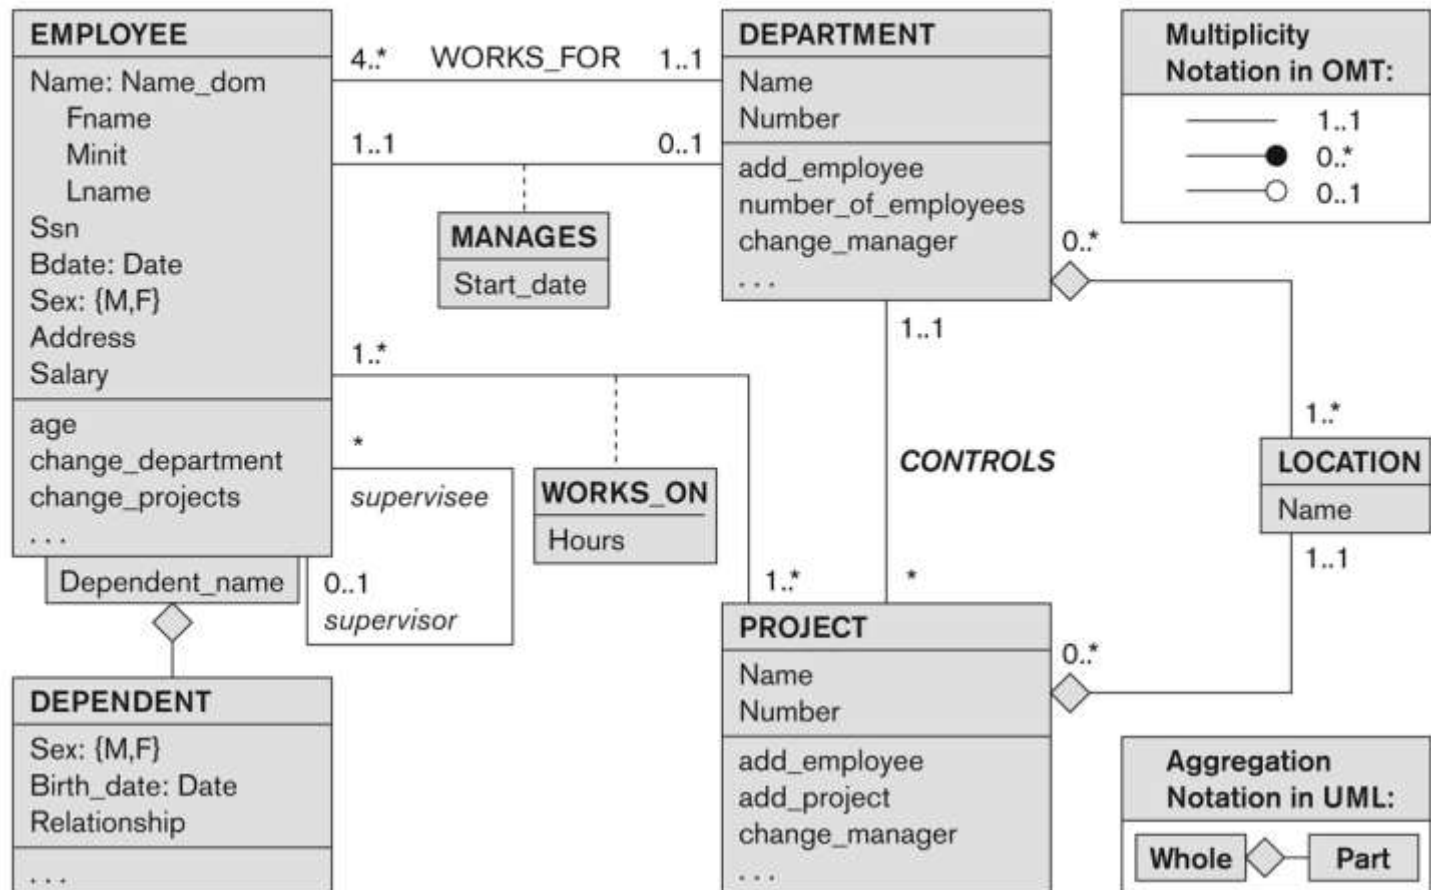 EMPLOYEE
Name: Name_dom
Fname
Minit
Lname
Ssn
Bdate: Date
Sex: {M,F}
Address
Salary
age
change_department
change_projects
. . .
Dependent_name
4..*
WORKS_FOR
1..1
1..1
0..1
MANAGES
Start_date
1..*
*
supervisee
0..1
supervisor
WORKS_ON
Hours
1..*
DEPARTMENT
Name
Number
add_employee
number_of_employees
change_manager
. . .
0..*
1..1
CONTROLS
*
1..*
LOCATION
Name
1..1
PROJECT
Name
Number
add_employee
add_project
change_manager
. . .
0..*
DEPENDENT
Sex: {M,F}
Birth_date: Date
Relationship
. . .
Multiplicity
Notation in OMT:
1..1
0..*
0..1
Aggregation
Notation in UML:
Whole
Part